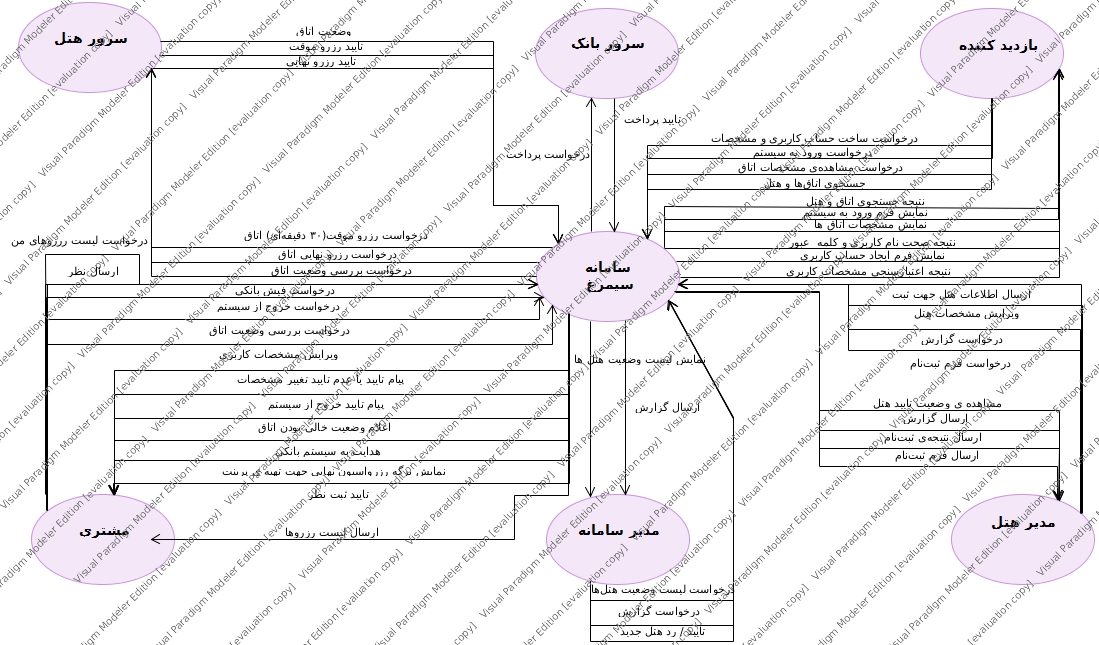 سرور هتل
سرور بانک
بازدید کننده
وضعیت اتاق
تایید رزرو موقت
تایید رزرو نهایی
تایید پرداخت
درخواست پرداخت
درخواست ساخت حساب کاربری و مشخصات
درخواست ورود به سیستم
درخواست مشاهده‌ی مشخصات اتاق
جستجوی اتاق‌ها و هتل
نتیجه جستجوی اتاق و هتل
نمایش فرم ورود به سیستم
نمایش مشخصات اتاق ها
نتیجه صحت نام کاربری و کلمه عبور
نمایش فرم ایجاد حساب کاربری
نتیجه اعتبارسنجی مشخصات کاربری
درخواست رزرو موقت(۳۰ دقیقه‌ای) اتاق
درخواست رزرو نهایی اتاق
درخواست بررسی وضعیت اتاق
درخواست لیست رزروهای من
ارسال نظر
سامانه
سیمرغ
درخواست فیش بانکی
درخواست خروج از سیستم
درخواست بررسی وضعیت اتاق
ویرایش مشخصات کاربری
ارسال اطلاعات هتل جهت ثبت
ویرایش مشخصات هتل
درخواست گزارش
درخواست فرم ثبت‌نام
پیام تایید یا عدم تایید تغییر مشخصات
پیام تایید خروج از سیستم
اعلام وضعیت خالی بودن اتاق
هدایت به سیستم بانکی
نمایش برگه رزرواسیون نهایی جهت تهیه ی پرینت
تایید ثبت نظر
ارسال لیست رزروها
نمایش لیست وضعیت هتل ها
ارسال گزارش
مشاهده ی وضعیت تایید هتل
ارسال گزارش
ارسال نتیجه‌ی ثبت‌نام
ارسال فرم ثبت‌نام
مشتری
مدیر سامانه
مدیر هتل
درخواست لیست وضعیت هتل‌ها
درخواست گزارش
تایید / رد هتل جدید
Visual Paradigm Modeler Edition [evaluation copy]